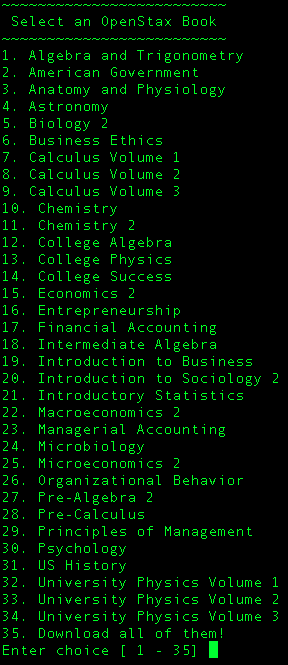 ~~~~~~~~~~~~~~~~~~~~~~~~~
Select an OpenStax Book
~~~~~~~~~~~~~~~~~~~~~~~~~
1. Algebra and Trigonometry
2. American Government
3. Anatomy and Physiology
4. Astronomy
5. Biology 2
6. Business Ethics
7. Calculus Volume 1
8. Calculus Volume 2
9. Calculus Volume 3
10. Chemistry
11. Chemistry 2
12. College Algebra
13. College Physics
14. College Success
15. Economics 2
16. Entrepreneurship
17. Financial Accounting
18. Intermediate Algebra
19. Introduction to Business
20. Introduction to Sociology 2
21. Introductory Statistics
22. Macroeconomics 2
23. Managerial Accounting
24. Microbiology
25. Microeconomics 2
26. Organizational Behavior
27. Pre-Algebra 2
28. Pre-Calculus
29. Principles of Management
30. Psychology
31. US History
32. University Physics Volume 1
33. University Physics Volume 2
34. University Physics Volume 3
35. Download all of them!
Enter choice [ 1 - 35]